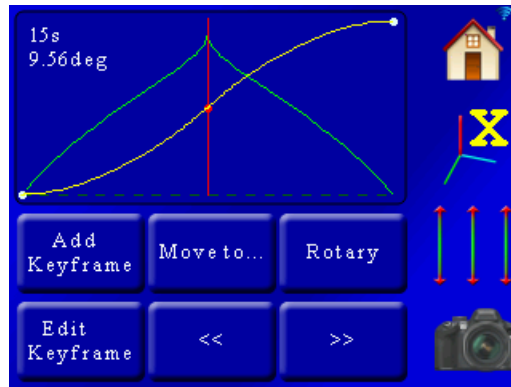 15s
9.56deg
X
Add
Keyframe
Move to...
Rotary
Edit
Keyframe
<<
>>